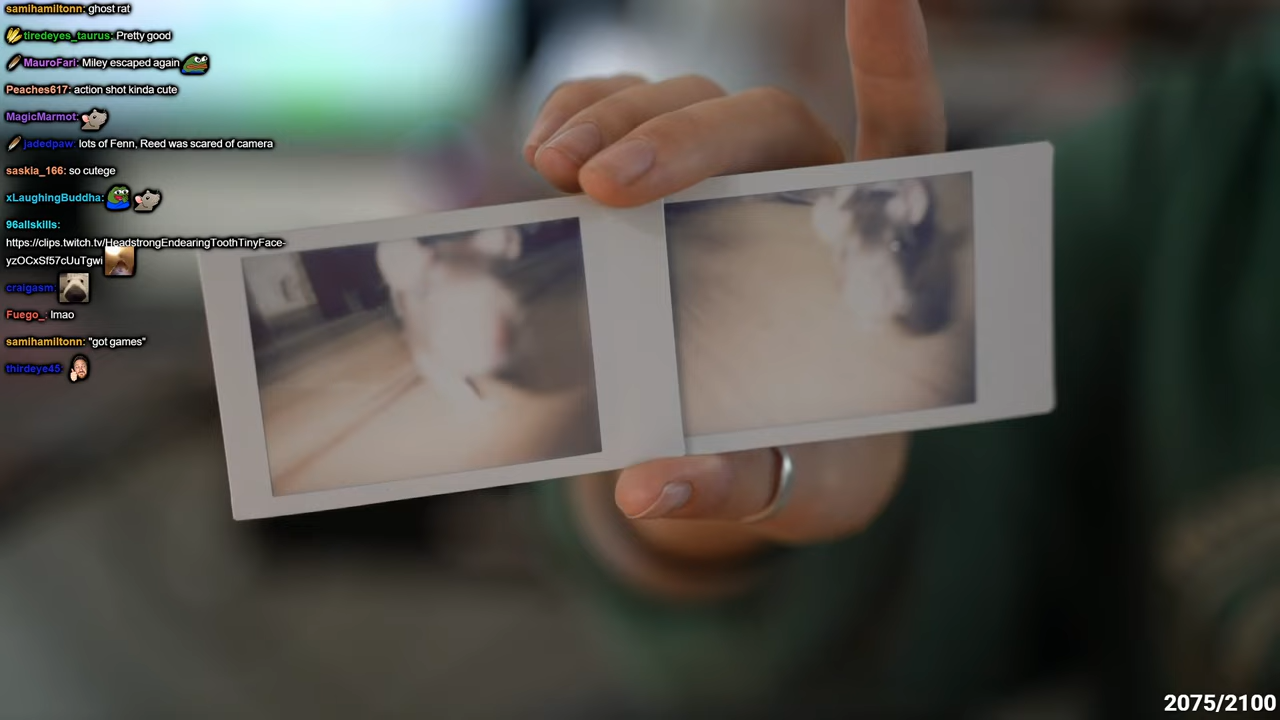 samihamiltonn: ghost rat
tiredeyes_taurus: Pretty good
MauroFari: Miley escaped again
Peaches617: action shot kinda cute
MagicMarmot:
jadedpaw: lots of Fenn, Reed was scared of camera
saskia_166: so cutege
xLaughingBuddha:
96allskills:
https://clips.twitch.tv/HeadstrongEndearingToothTinyFace-
yzOCxSf57cUuTgwi
craigasm:
Fuego_: lmao
samihamiltonn: "got games"
thirdeye45:
2075/2100